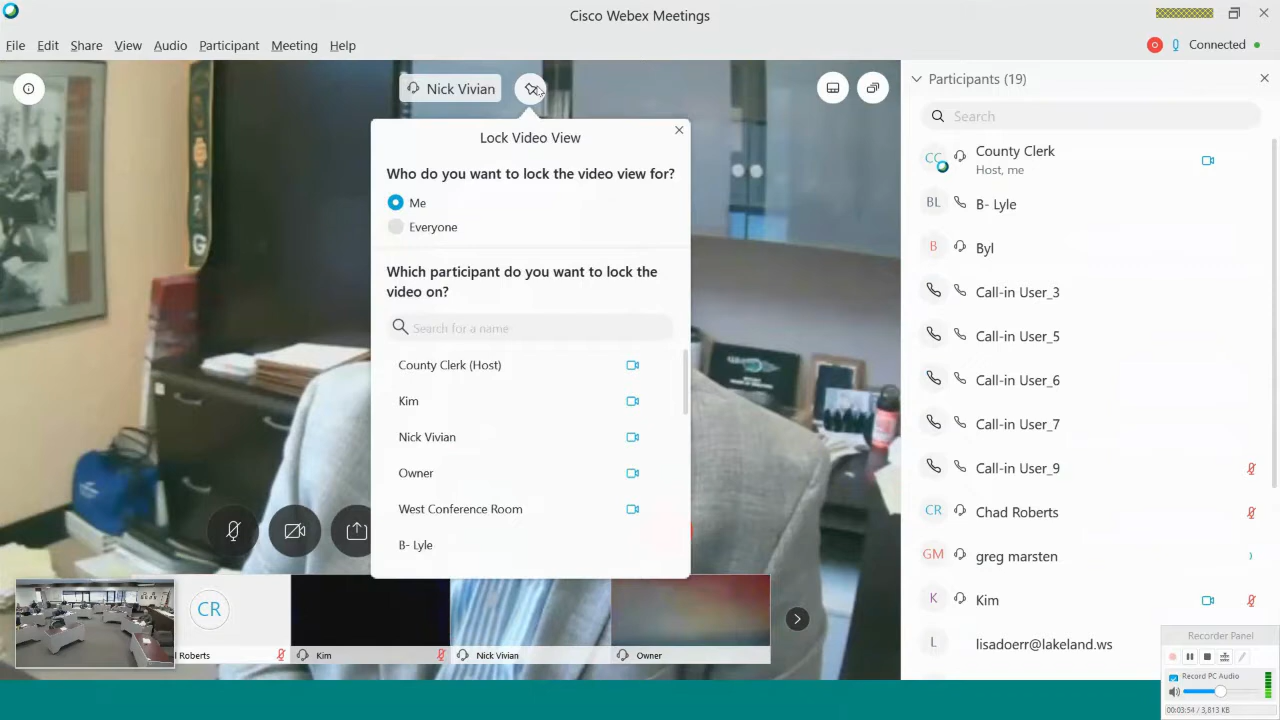 Cisco Webex Meetings
File Edit Share View Audio Participant Meeting Help
Connected
Nick Vivian
Lock Video View
Who do you want to lock the video view for?
Me
Everyone
Which participant do you want to lock the
video on?
Search for a name
County Clerk (Host)
Kim
Nick Vivian
Owner
West Conference Room
B- Lyle
CR
l Roberts
Kim
Nick Vivian
Owner
Participants (19)
Search
CC County Clerk
Host, me
BL B- Lyle
B Byl
Call-in User_3
Call-in User_5
Call-in User_6
Call-in User_7
Call-in User_9
CR Chad Roberts
GM greg marsten
K Kim
L lisadoerr@lakeland.ws
Recorder Panel
Record PC Audio
00:03:54 / 3,813 KB